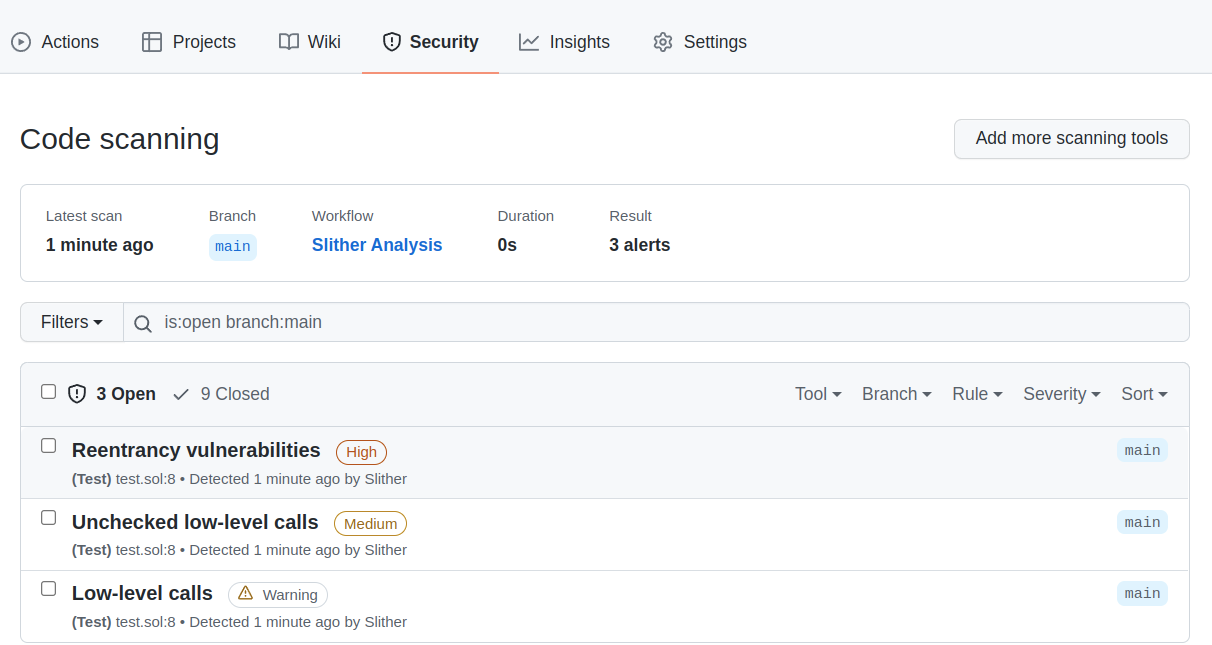 Actions Projects Wiki Security Insights Settings
Code scanning
Add more scanning tools
Latest scan Branch Workflow Duration Result
1 minute ago main Slither Analysis 0s 3 alerts
Filters is:open branch:main
3 Open 9 Closed Tool Branch Rule Severity Sort
Reentrancy vulnerabilities High main
(Test) test.sol:8 • Detected 1 minute ago by Slither
Unchecked low-level calls Medium main
(Test) test.sol:8 • Detected 1 minute ago by Slither
Low-level calls Warning main
(Test) test.sol:8 • Detected 1 minute ago by Slither